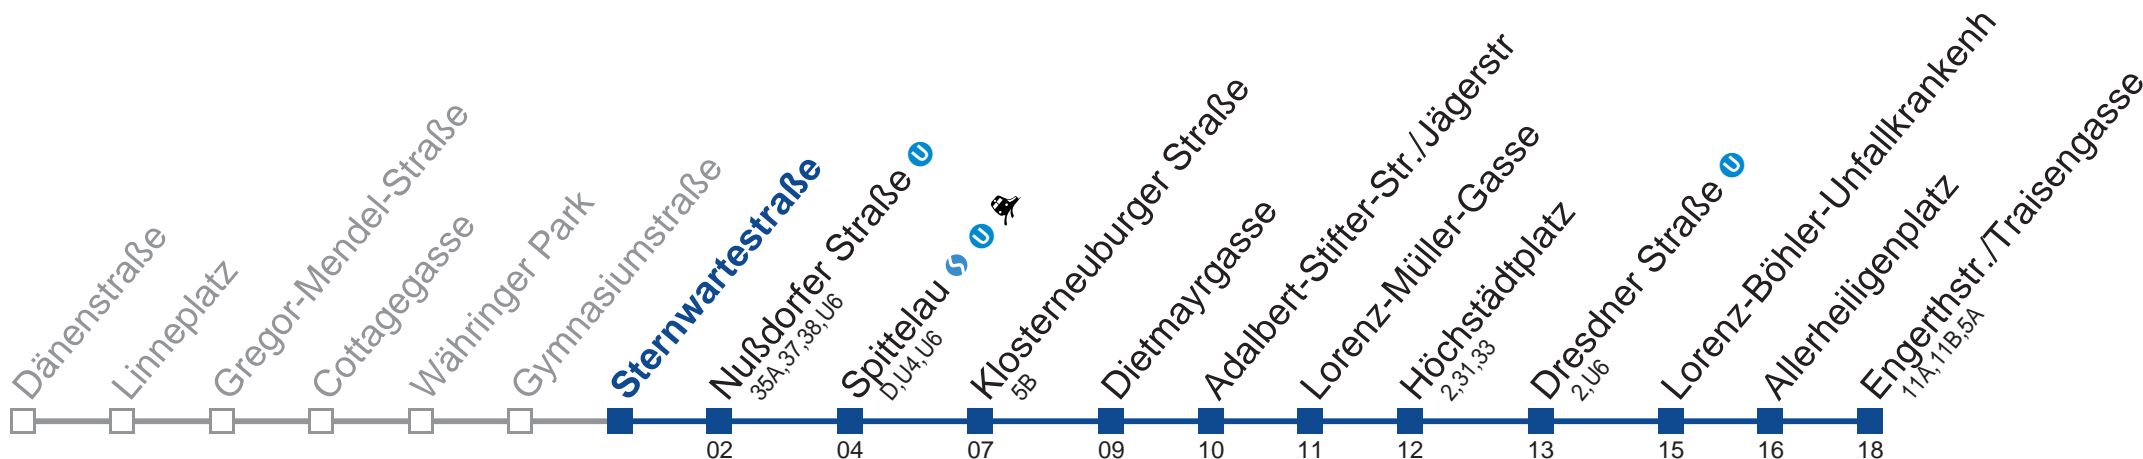 Dänenstraße
Linneplatz
Gregor-Mendel-Straße
Cottagegasse
Währinger Park
Gymnasiumstraße
Sternwartestraße
Nußdorfer Straße U
35A,37,38,U6
02
Spittelau S U
D,U4,U6
04
Klosterneuburger Straße
5B
07
Dietmayrgasse
09
Adalbert-Stifter-Str./Jägerstr
10
Lorenz-Müller-Gasse
11
Höchstädtplatz
2,31,33
12
Dresdner Straße U
2,U6
13
Lorenz-Böhler-Unfallkrankenh
15
Allerheiligenplatz
16
Engerthstr./Traisengasse
11A,11B,5A
18